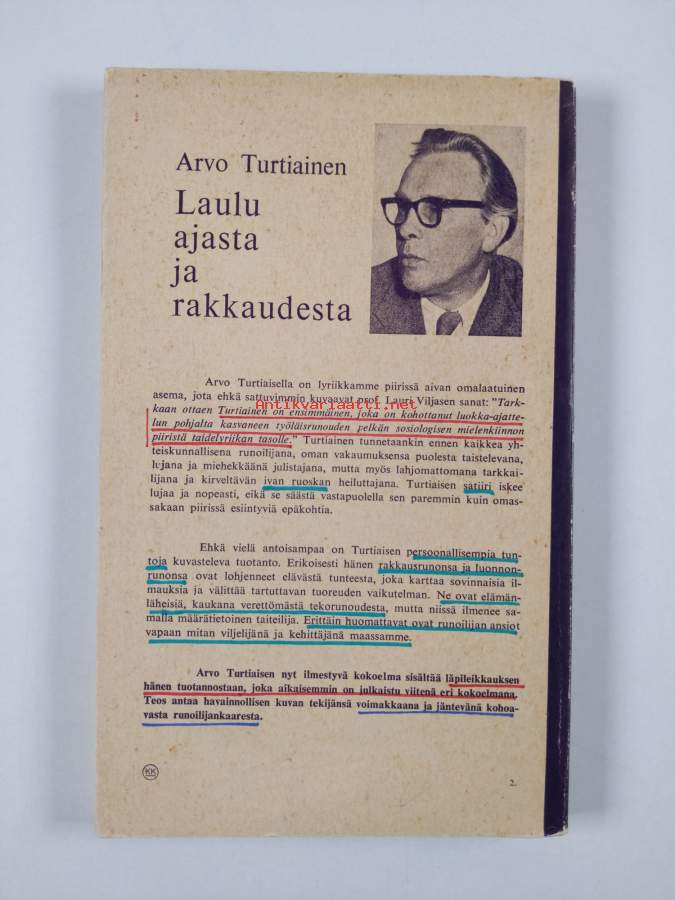 Arvo Turtiainen
Laulu
ajasta
ja
rakkaudesta
Arvo Turtiaisella on lyriikkamme piirissä aivan omalaatuinen
asema, jota ehkä sattuvimmin kuvaavat prof. Lauri Viljasen sanat: "Tark-
Antikvariaatti.net
kaan ottaen Turtiainen on ensimmäinen, joka on kohottanut luokka-ajatte-
lun pohjalta kasvaneen työläisrunouden pelkän sosiologisen mielenkiinnon
piiristä taidelyriikan tasolle." Turtiainen tunnetaankin ennen kaikkea yh-
teiskunnallisena runoilijana, oman vakaumuksensa puolesta taistelevana,
lujana ja miehekkäänä julistajana, mutta myös lahjomattomana tarkkai-
lijana ja kirveltävän ivan ruoskan heiluttajana. Turtiaisen satiiri iskee
lujaa ja nopeasti, eikä se säästä vastapuolella sen paremmin kuin omas-
sakaan piirissä esiintyviä epäkohtia.
Ehkä vielä antoisampaa on Turtiaisen persoonallisempia tun-
toja kuvasteleva tuotanto. Erikoisesti hänen rakkausrunonsa ja luonnon-
runonsa ovat lohjenneet elävästä tunteesta, joka karttaa sovinnaisia il-
mauksia ja välittää tartuttavan tuoreuden vaikutelman. Ne ovat elämän-
läheisiä, kaukana verettömästä tekorunoudesta, mutta niissä ilmenee sa-
malla määrätietoinen taiteilija. Erittäin huomattavat ovat runoilijan ansiot
vapaan mitan viljelijänä ja kehittäjänä maassamme.
Arvo Turtiaisen nyt ilmestyvä kokoelma sisältää läpileikkauksen
hänen tuotannostaan, joka aikaisemmin on julkaistu viitenä eri kokoelmana.
Teos antaa havainnollisen kuvan tekijänsä voimakkaana ja jäntevänä kohoa-
vasta runoilijankaaresta.
KK
2.